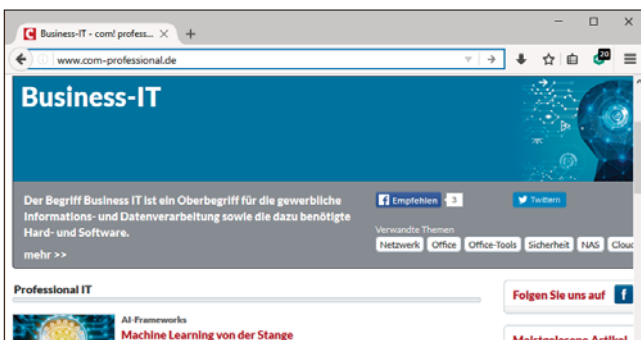 Business-IT - com! profess...
www.com-professional.de
20
Business-IT
Der Begriff Business IT ist ein Oberbegriff für die gewerbliche
Informations- und Datenverarbeitung sowie die dazu benötigte
Hard- und Software.
mehr >>
Empfehlen 3
Twittern
Verwandte Themen
Netzwerk Office Office-Tools Sicherheit NAS Cloud
Professional IT
Folgen Sie uns auf
AI-Frameworks
Machine Learning von der Stange
Meistgelesene Artikel